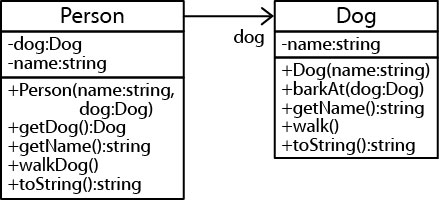 Person
-dog:Dog
-name:string
+Person(name:string,
dog:Dog)
+getDog():Dog
+getName():string
+walkDog()
+toString():string
dog
Dog
-name:string
+Dog(name:string)
+barkAt(dog:Dog)
+getName():string
+walk()
+toString():string